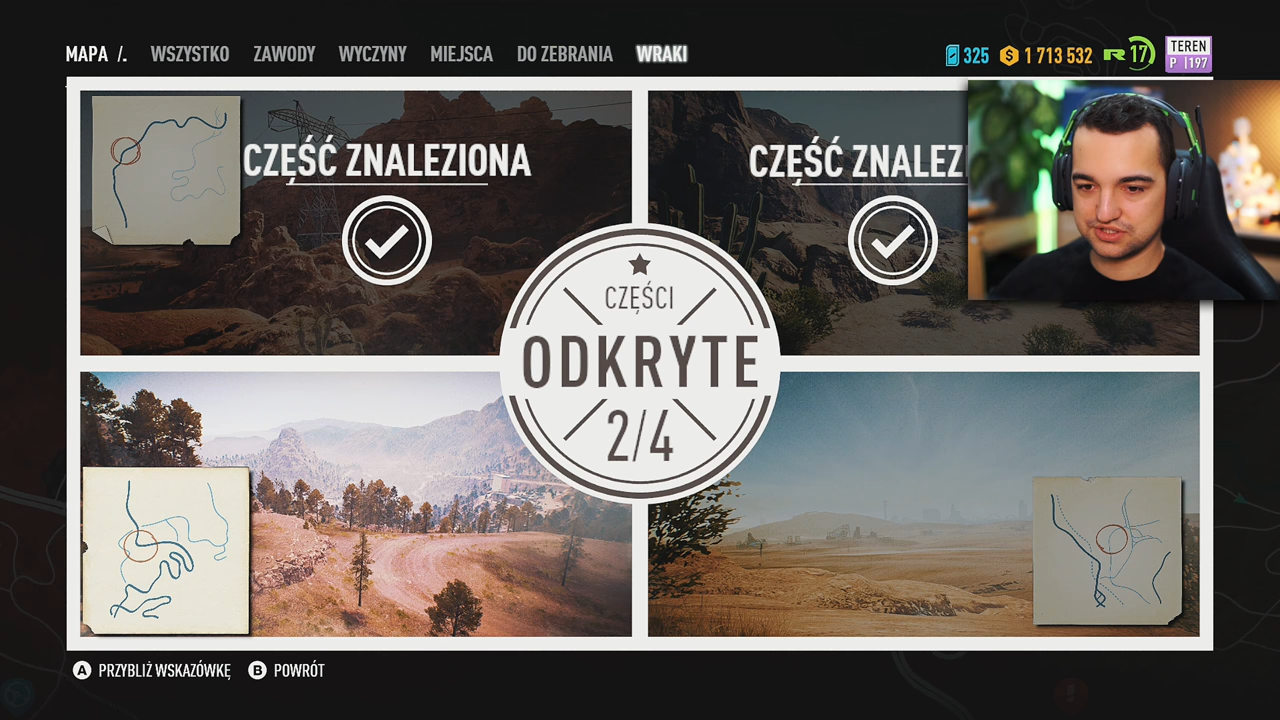 MAPA /. WSZYSTKO ZAWODY WYCZYNY MIEJSCA DO ZEBRANIA WRAKI
325 1 713 532 R 17 TEREN
P |197
CZĘŚĆ ZNALEZIONA
CZĘŚĆ ZNALEZI
CZĘŚCI
ODKRYTE
2/4
A PRZYBLIŻ WSKAZÓWKĘ B POWRÓT